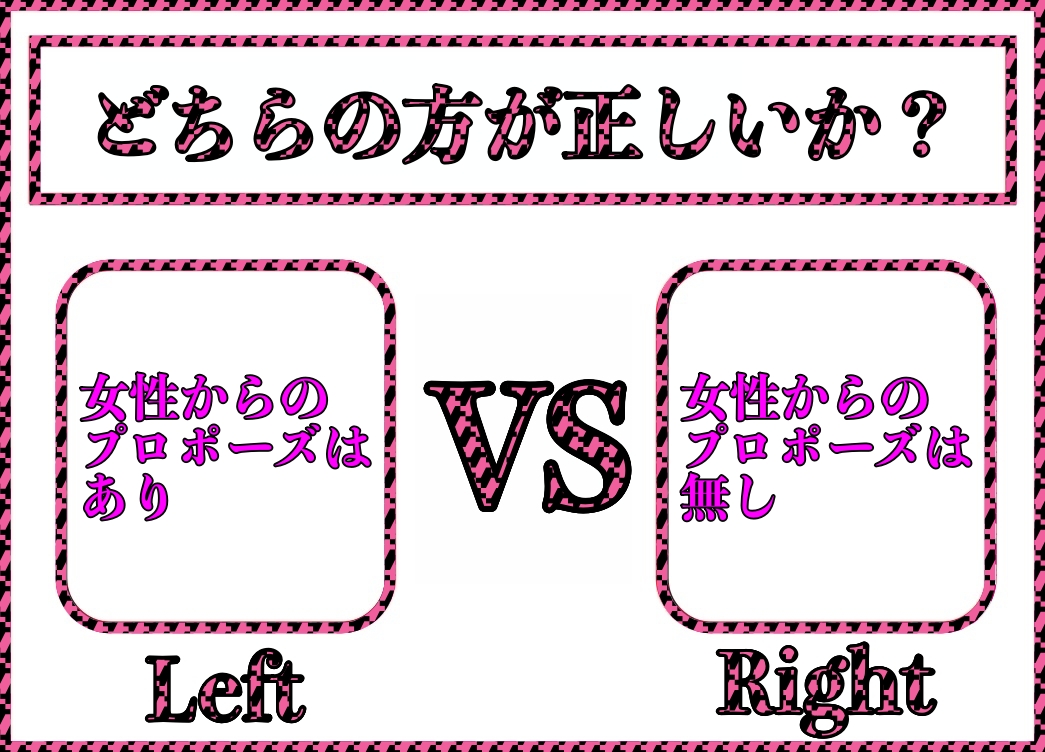 どちらの方が正しいか？
女性からの
プロポーズは
あり
VS
女性からの
プロポーズは
無し
Left
Right